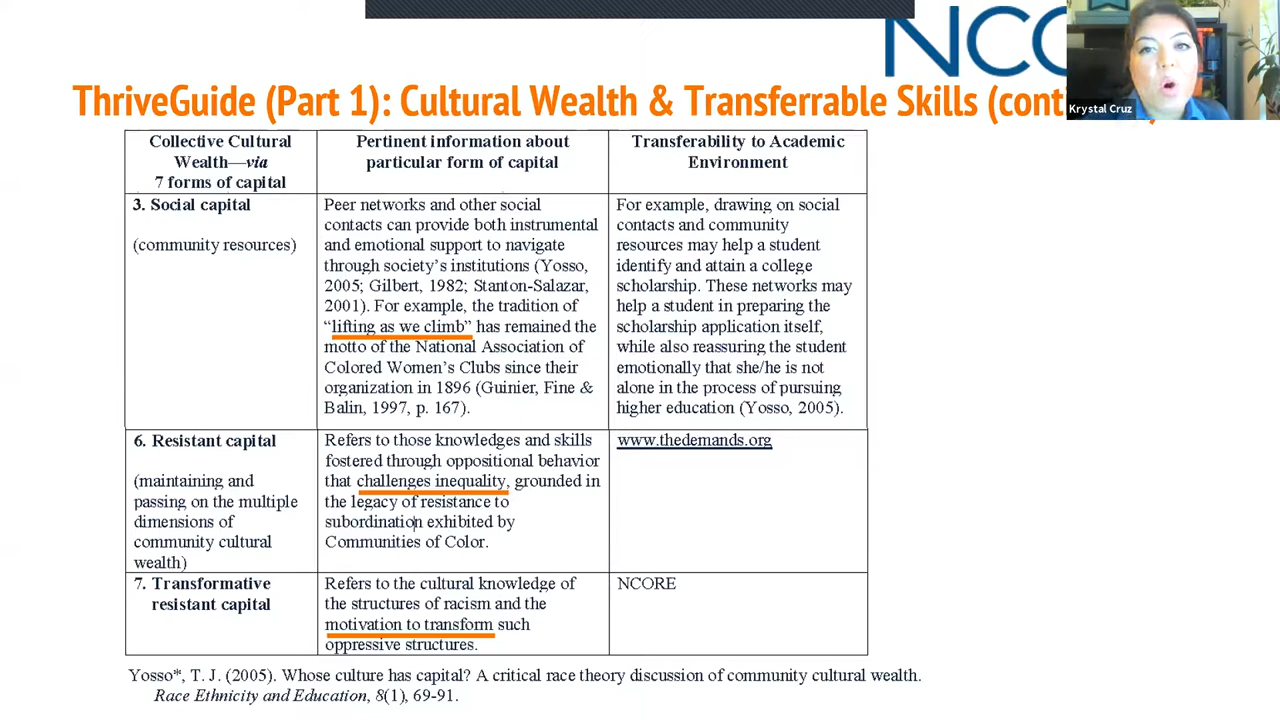 NCO
Krystal Cruz
ThriveGuide (Part 1): Cultural Wealth & Transferrable Skills (cont
Collective Cultural
Wealth—via
7 forms of capital
Pertinent information about
particular form of capital
Transferability to Academic
Environment
3. Social capital
(community resources)
Peer networks and other social
contacts can provide both instrumental
and emotional support to navigate
through society's institutions (Yosso,
2005; Gilbert, 1982; Stanton-Salazar,
2001). For example, the tradition of
“lifting as we climb” has remained the
motto of the National Association of
Colored Women's Clubs since their
organization in 1896 (Guinier, Fine &
Balin, 1997, p. 167).
For example, drawing on social
contacts and community
resources may help a student
identify and attain a college
scholarship. These networks may
help a student in preparing the
scholarship application itself,
while also reassuring the student
emotionally that she/he is not
alone in the process of pursuing
higher education (Yosso, 2005).
6. Resistant capital
(maintaining and
passing on the multiple
dimensions of
community cultural
wealth)
Refers to those knowledges and skills
fostered through oppositional behavior
that challenges inequality, grounded in
the legacy of resistance to
subordination exhibited by
Communities of Color.
www.thedemands.org
7. Transformative
resistant capital
Refers to the cultural knowledge of
the structures of racism and the
motivation to transform such
oppressive structures.
NCORE
Yosso*, T. J. (2005). Whose culture has capital? A critical race theory discussion of community cultural wealth.
Race Ethnicity and Education, 8(1), 69-91.